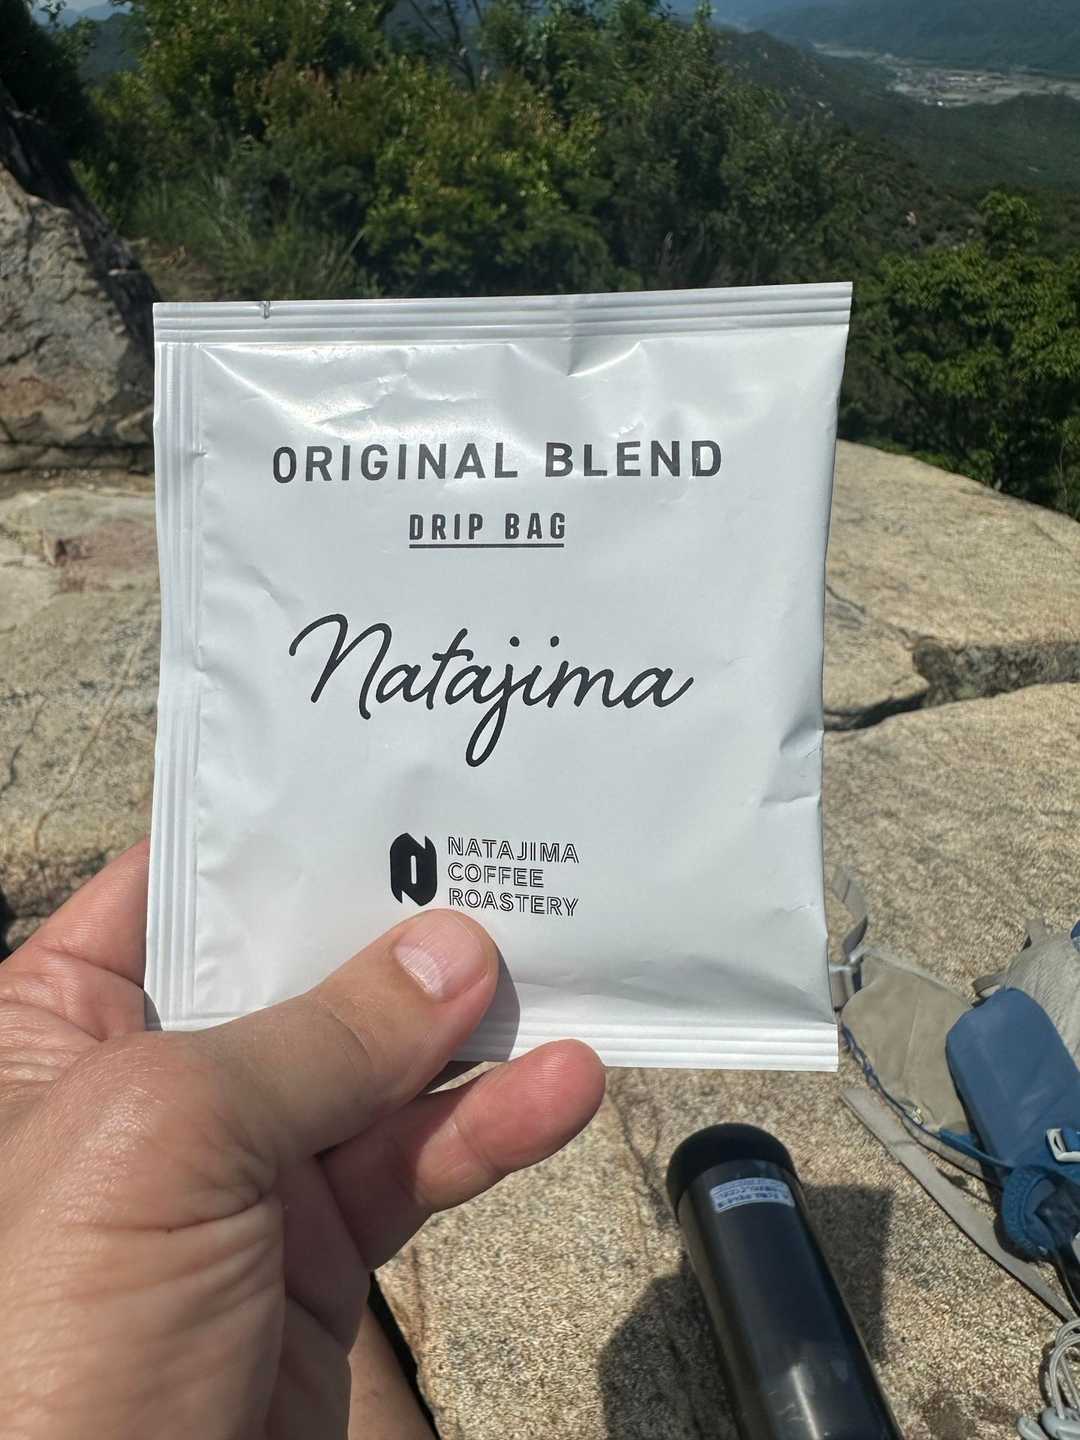 ORIGINAL BLEND
DRIP BAG
Natajima
NATAJIMA
COFFEE
ROASTERY